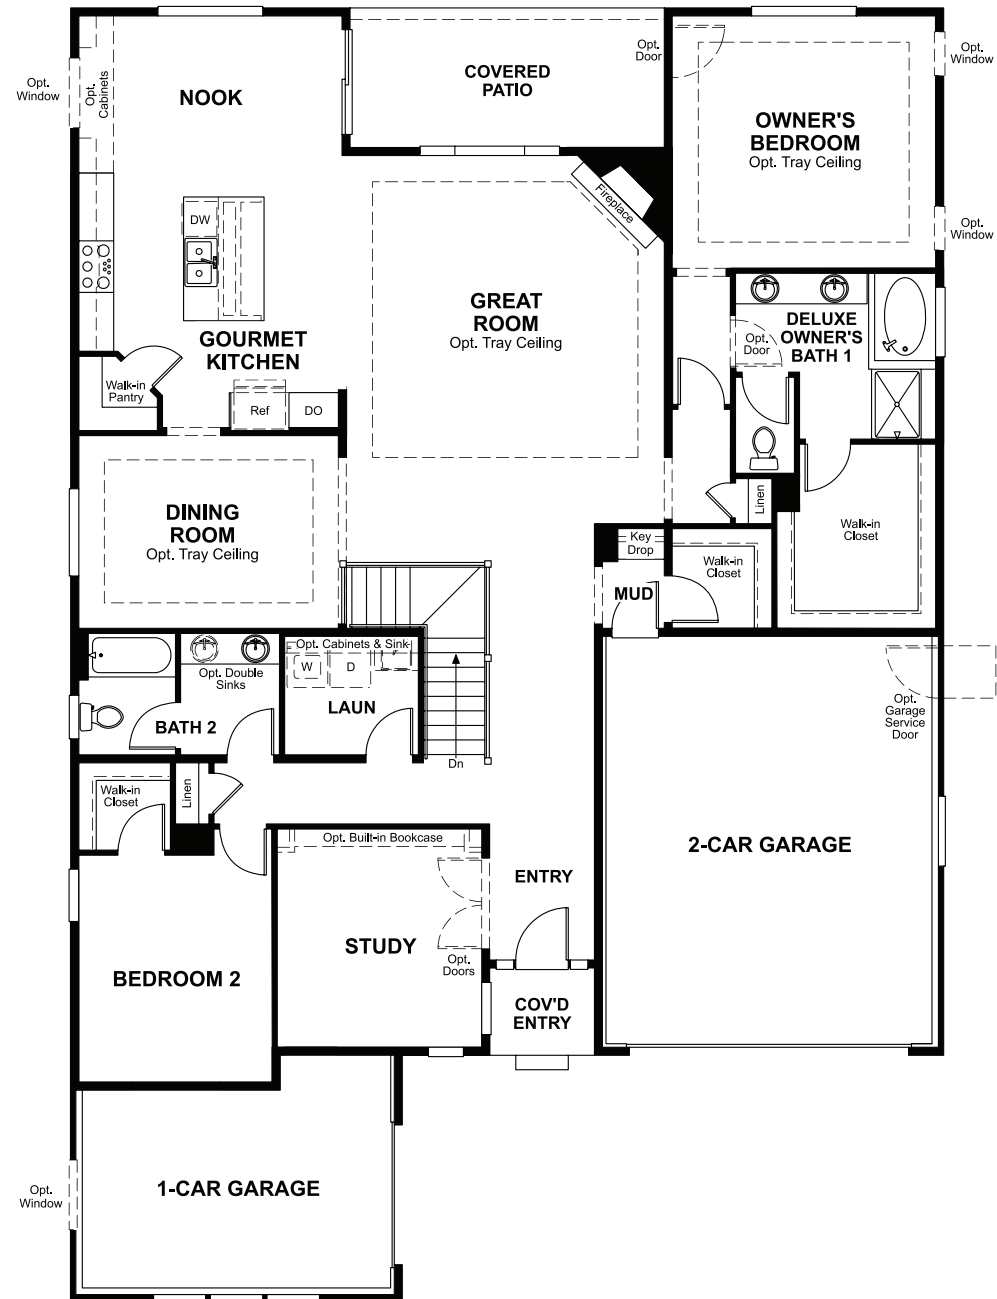 Opt.
Window
Opt.
Cabinets
NOOK
COVERED
PATIO
Opt.
Door
OWNER'S
BEDROOM
Opt. Tray Ceiling
Opt.
Window
Opt.
Window
Fireplace
DW
GREAT
ROOM
Opt. Tray Ceiling
GOURMET
KITCHEN
Walk-in
Pantry
Ref
DO
DELUXE
OWNER'S
BATH 1
Opt.
Door
Linen
Walk-in
Closet
DINING
ROOM
Opt. Tray Ceiling
Key
Drop
Walk-in
Closet
MUD
Opt. Cabinets & Sink
W
D
LAUN
Opt. Double
Sinks
BATH 2
Dn
Opt.
Garage
Service
Door
Walk-in
Closet
Linen
Opt. Built-in Bookcase
2-CAR GARAGE
ENTRY
STUDY
Opt.
Doors
BEDROOM 2
COV'D
ENTRY
1-CAR GARAGE
Opt.
Window